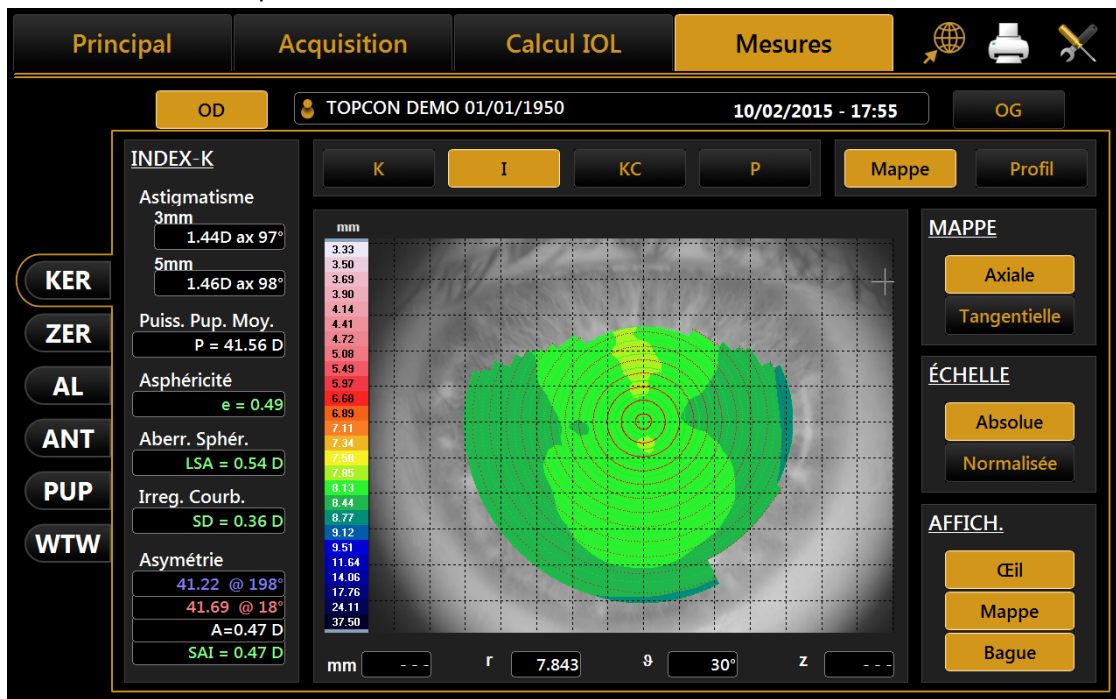 Principal Acquisition Calcul IOL Mesures
OD TOPCON DEMO 01/01/1950 10/02/2015 - 17:55 OG
INDEX-K
Astigmatisme
3mm
1.44D ax 97°
5mm
1.46D ax 98°
Puiss. Pup. Moy.
P = 41.56 D
Asphéricité
e = 0.49
Aberr. Sphér.
LSA = 0.54 D
Irreg. Courb.
SD = 0.36 D
Asymétrie
41.22 @ 198°
41.69 @ 18°
A=0.47 D
SAI = 0.47 D
KER
ZER
AL
ANT
PUP
WTW
K I KC P
Mappe Profil
mm
3.33
3.50
3.69
3.90
4.14
4.41
4.72
5.08
5.49
5.97
6.68
6.89
7.11
7.34
7.58
7.85
8.13
8.44
8.77
9.12
9.51
11.64
14.06
17.76
24.11
37.50
mm - - - r 7.843 ϑ 30° z - - -
MAPPE
Axiale
Tangentielle
ÉCHELLE
Absolue
Normalisée
AFFICH.
Œil
Mappe
Bague